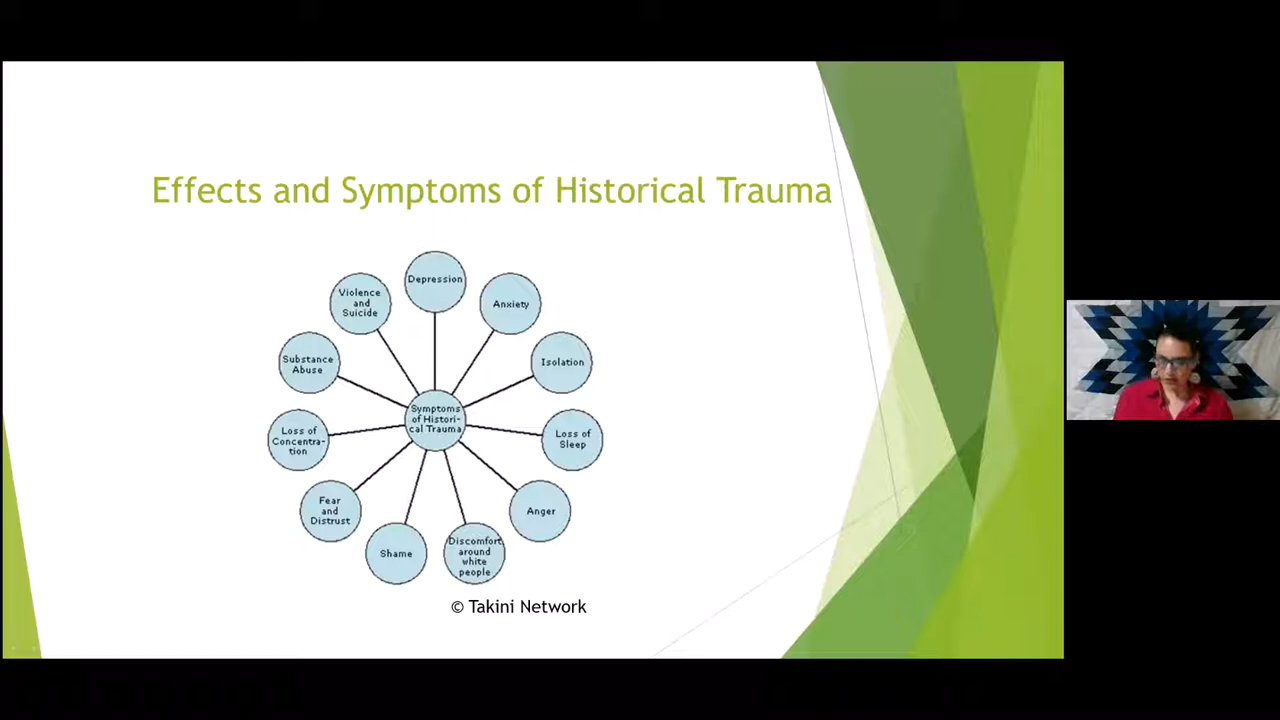 Effects and Symptoms of Historical Trauma
Depression
Anxiety
Isolation
Loss of
Sleep
Anger
Discomfort
around
white
people
Shame
Fear
and
Distrust
Loss of
Concentra-
tion
Substance
Abuse
Violence
and
Suicide
Symptoms
of Histori-
cal Trauma
© Takini Network